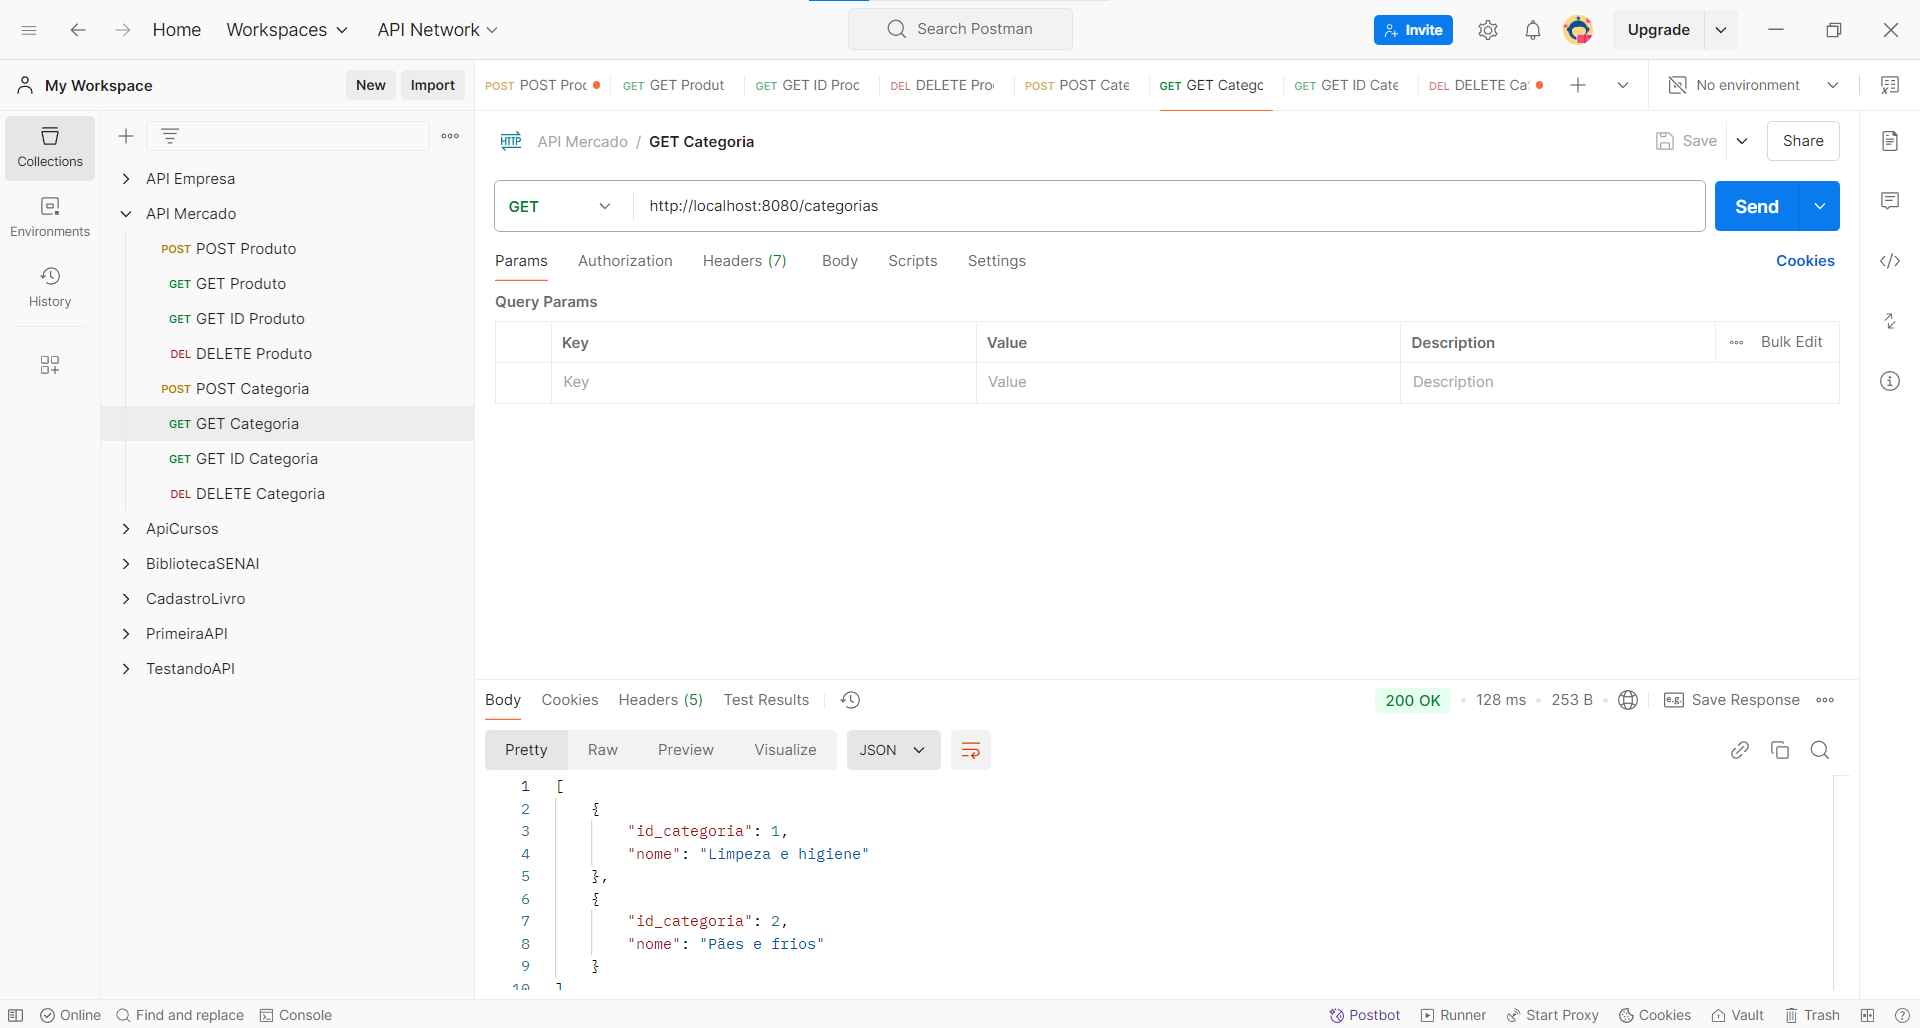 Home Workspaces API Network Search Postman Invite Upgrade
My Workspace New Import
POST POST Proc GET GET Produt GET GET ID Proc DEL DELETE Pro POST POST Cate GET GET Catego GET GET ID Cate DEL DELETE Ca No environment
Collections
Environments
History
API Empresa
API Mercado
POST POST Produto
GET GET Produto
GET GET ID Produto
DEL DELETE Produto
POST POST Categoria
GET GET Categoria
GET GET ID Categoria
DEL DELETE Categoria
ApiCursos
BibliotecaSENAI
CadastroLivro
PrimeiraAPI
TestandoAPI
HTTP API Mercado / GET Categoria Save Share
GET http://localhost:8080/categorias Send
Params Authorization Headers (7) Body Scripts Settings Cookies
Query Params
Key Value Description Bulk Edit
Key Value Description
Body Cookies Headers (5) Test Results 200 OK 128 ms 253 B e.g. Save Response
Pretty Raw Preview Visualize JSON
1 [
2 {
3 "id_categoria": 1,
4 "nome": "Limpeza e higiene"
5 },
6 {
7 "id_categoria": 2,
8 "nome": "Pães e frios"
9 }
10 ]
Online Find and replace Console Postbot Runner Start Proxy Cookies Vault Trash